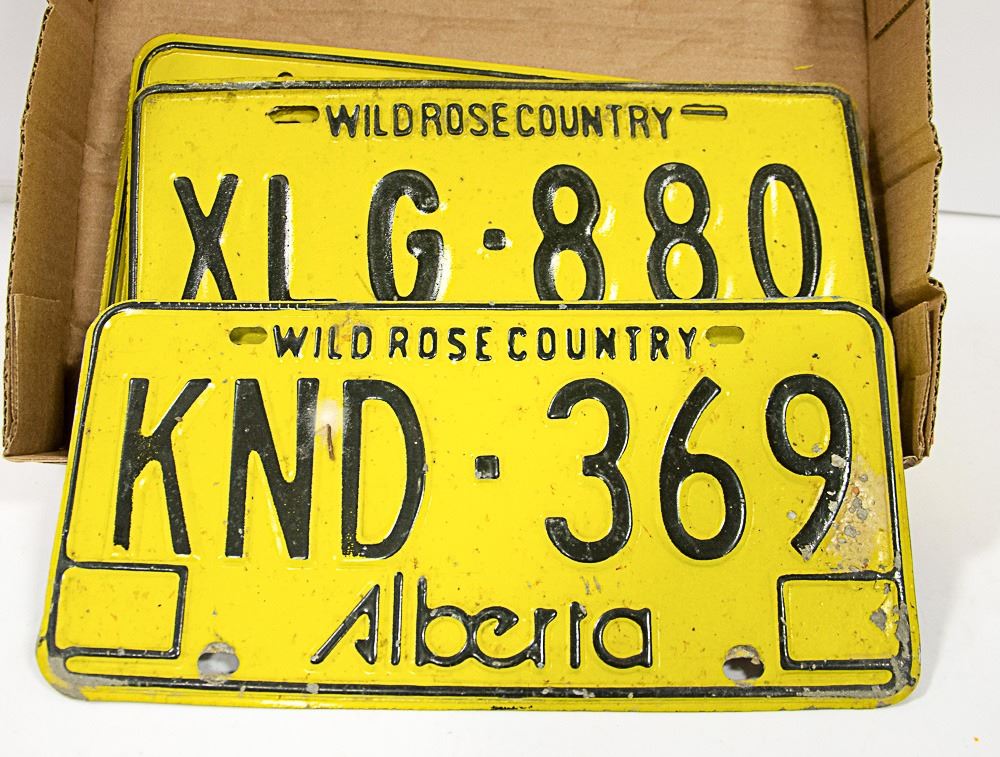 WILD ROSE COUNTRY
XLG·880
WILD ROSE COUNTRY
KND·369
Alberta